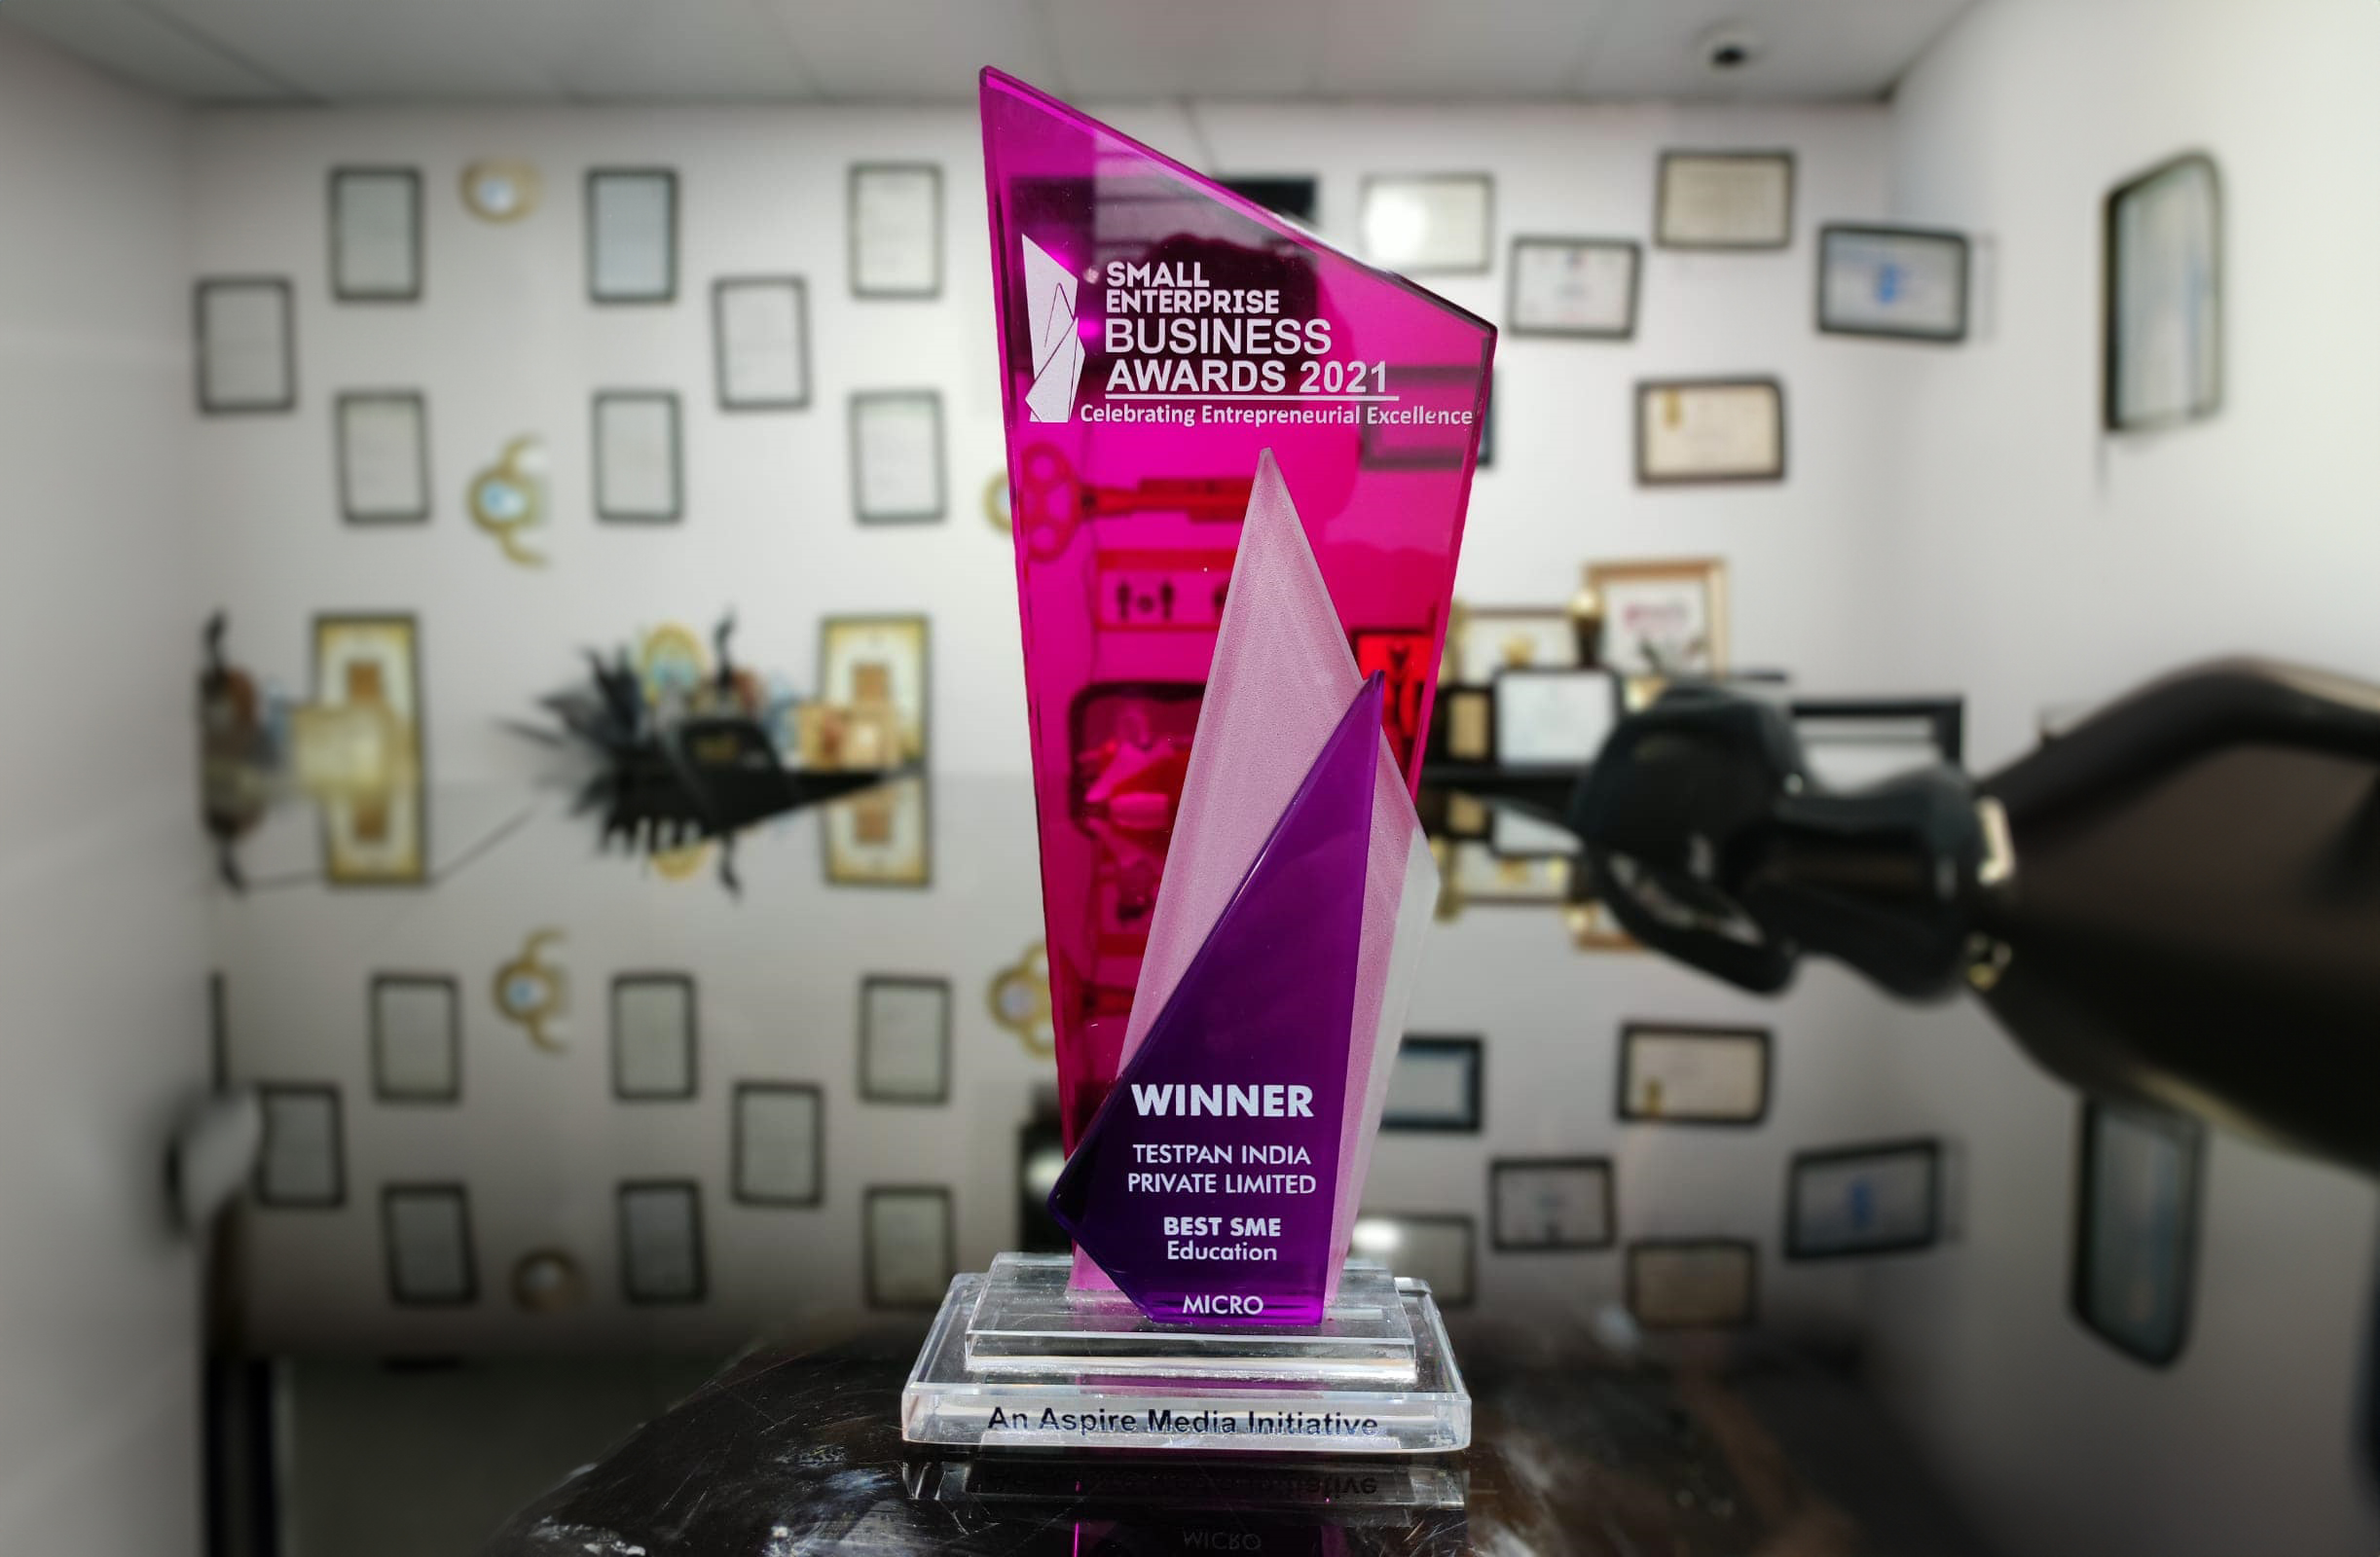 SMALL
ENTERPRISE
BUSINESS
AWARDS 2021
Celebrating Entrepreneurial Excellence
WINNER
TESTPAN INDIA
PRIVATE LIMITED
BEST SME
Education
MICRO
An Aspire Media Initiative